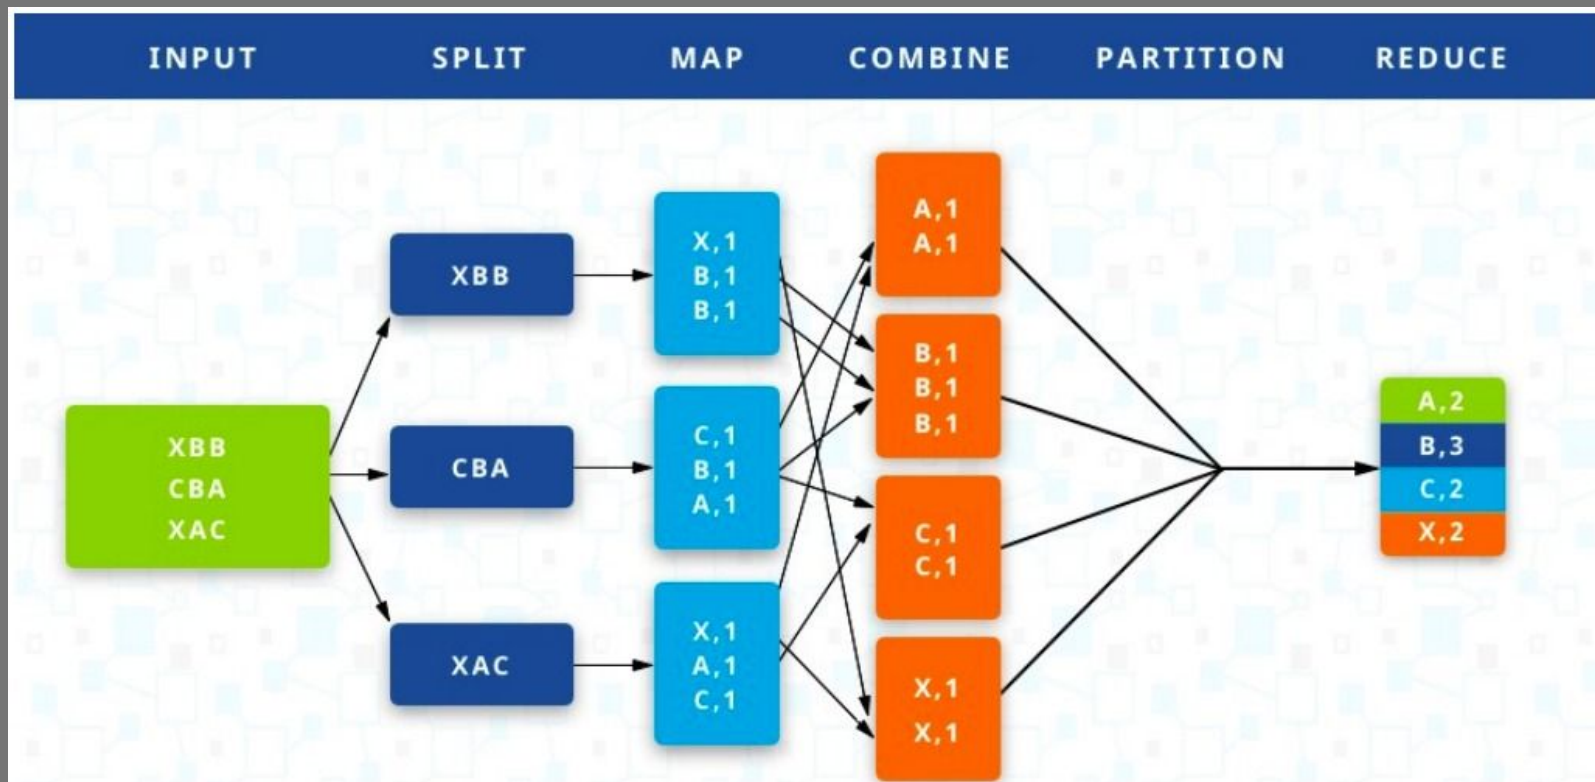 INPUT
SPLIT
MAP
COMBINE
PARTITION
REDUCE
XBB
CBA
XAC
XBB
CBA
XAC
X,1
B,1
B,1
C,1
B,1
A,1
X,1
A,1
C,1
A,1
A,1
B,1
B,1
B,1
C,1
C,1
X,1
X,1
A,2
B,3
C,2
X,2